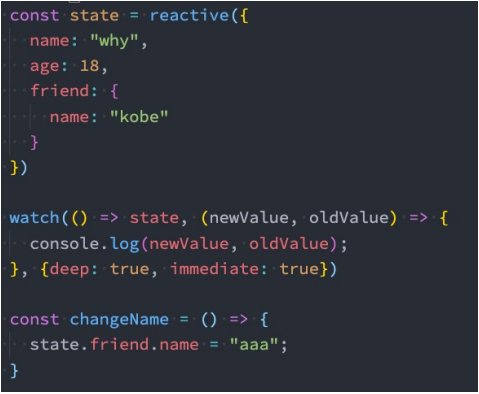 const state = reactive({
  name: "why",
  age: 18,
  friend: {
    name: "kobe"
  }
})

watch(() => state, (newValue, oldValue) => {
  console.log(newValue, oldValue);
}, {deep: true, immediate: true})

const changeName = () => {
  state.friend.name = "aaa";
}